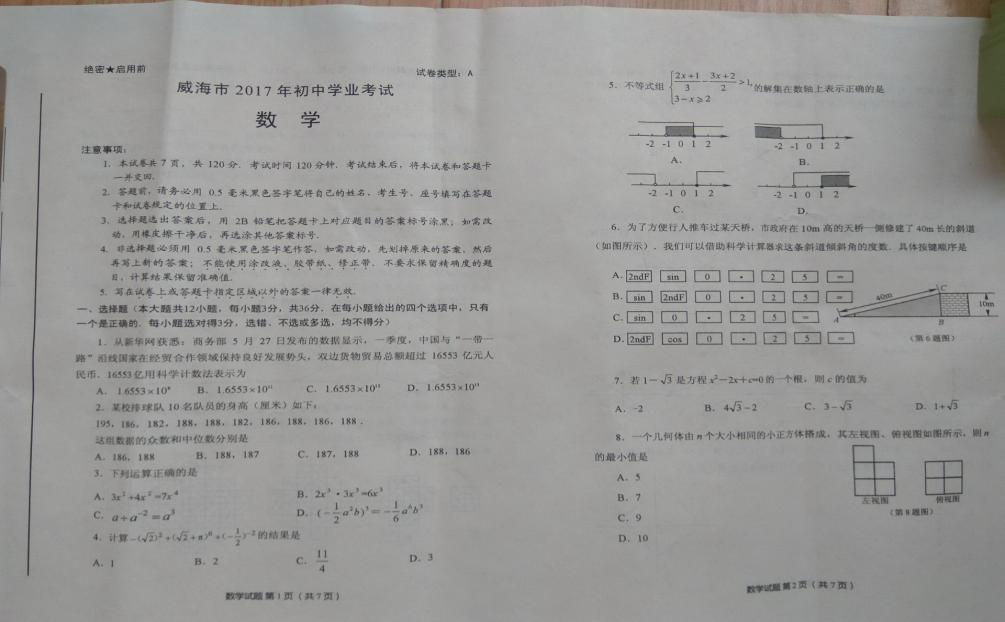 绝密★启用前
试卷类型：A
威海市 2017 年初中学业考试
数 学
注意事项：
1. 本试卷共 7 页，共 120 分．考试时间 120 分钟．考试结束后，将本试卷和答题卡
一并交回．
2. 答题前，请务必用 0.5 毫米黑色签字笔将自己的姓名、考生号、座号填写在答题
卡和试卷规定的位置上．
3. 选择题选出答案后，用 2B 铅笔把答题卡上对应题目的答案标号涂黑；如需改
动，用橡皮擦干净后，再选涂其他答案标号．
4. 非选择题必须用 0.5 毫米黑色签字笔作答，如需改动，先划掉原来的答案，然后
再写上新的答案；不能使用涂改液、胶带纸、修正带．不要求保留精确度的题
目，计算结果保留准确值．
5. 写在试卷上或答题卡指定区域以外的答案一律无效．
一、选择题（本大题共12小题，每小题3分，共36分．在每小题给出的四个选项中，只有
一个是正确的．每小题选对得3分，选错、不选或多选，均不得分）
1. 从新华网获悉：商务部 5 月 27 日发布的数据显示，一季度，中国与“一带一
路”沿线国家在经贸合作领域保持良好发展势头，双边货物贸易总额超过 16553 亿元人
民币．16553亿用科学计数法表示为
A. 1.6553×10⁸ B. 1.6553×10¹¹ C. 1.6553×10¹² D. 1.6553×10¹³
2. 某校排球队 10 名队员的身高（厘米）如下：
195，186，182，188，188，182，186，188，186，188．
这组数据的众数和中位数分别是
A. 186，188 B. 188，187 C. 187，188 D. 188，186
3. 下列运算正确的是
A. 3x²+4x²=7x⁴ B. 2x³·3x³=6x³
C. a÷a⁻²=a³ D. (-1/2 a²b)³=-1/6 a⁶b³
4. 计算 -(√2)²+(√2+π)⁰+(-1/2)⁻² 的结果是
A. 1 B. 2 C. 11/4 D. 3
数学试题 第 1 页（共 7 页）
5. 不等式组 {(2x+1)/3-(3x+2)/2>1, 3-x≥2 的解集在数轴上表示正确的是
-2 -1 0 1 2 -2 -1 0 1 2
A. B.
-2 -1 0 1 2 -2 -1 0 1 2
C. D.
6. 为了方便行人推车过某天桥，市政府在 10m 高的天桥一侧修建了 40m 长的斜道
（如图所示）．我们可以借助科学计算器求这条斜道倾斜角的度数．具体按键顺序是
A. 2ndF sin 0 · 2 5 =
B. sin 2ndF 0 · 2 5 =
C. sin 0 · 2 5 =
D. 2ndF cos 0 · 2 5 =
40m C 10m A B
（第 6 题图）
7. 若 1-√3 是方程 x²-2x+c=0 的一个根，则 c 的值为
A. -2 B. 4√3-2 C. 3-√3 D. 1+√3
8. 一个几何体由 n 个大小相同的小正方体搭成，其左视图、俯视图如图所示，则 n
的最小值是
A. 5
B. 7
C. 9
D. 10
左视图 俯视图
（第 8 题图）
数学试题 第 2 页（共 7 页）